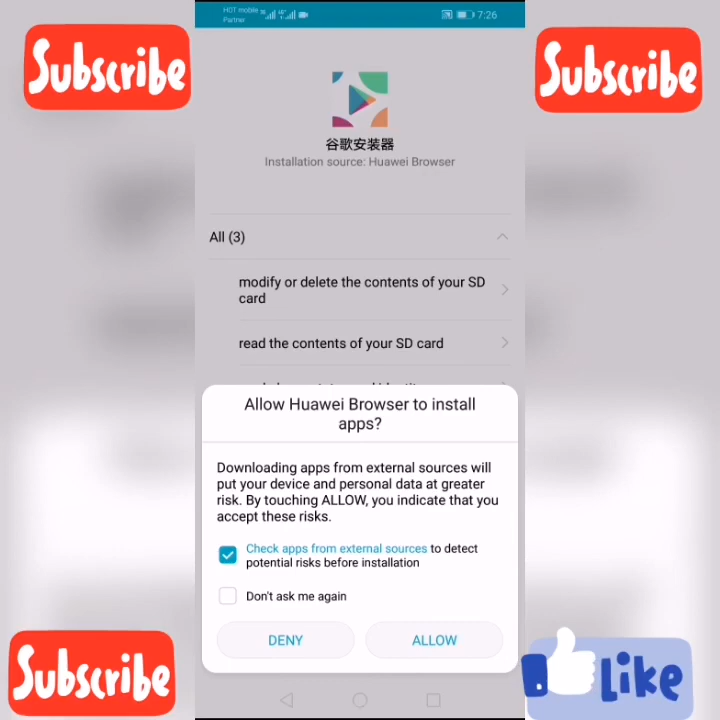 HOT mobile
Partner
7:26
Subscribe
Subscribe
谷歌安装器
Installation source: Huawei Browser
All (3)
modify or delete the contents of your SD
card
read the contents of your SD card
Allow Huawei Browser to install
apps?
Downloading apps from external sources will
put your device and personal data at greater
risk. By touching ALLOW, you indicate that you
accept these risks.
Check apps from external sources to detect
potential risks before installation
Don't ask me again
DENY
ALLOW
Subscribe
Like